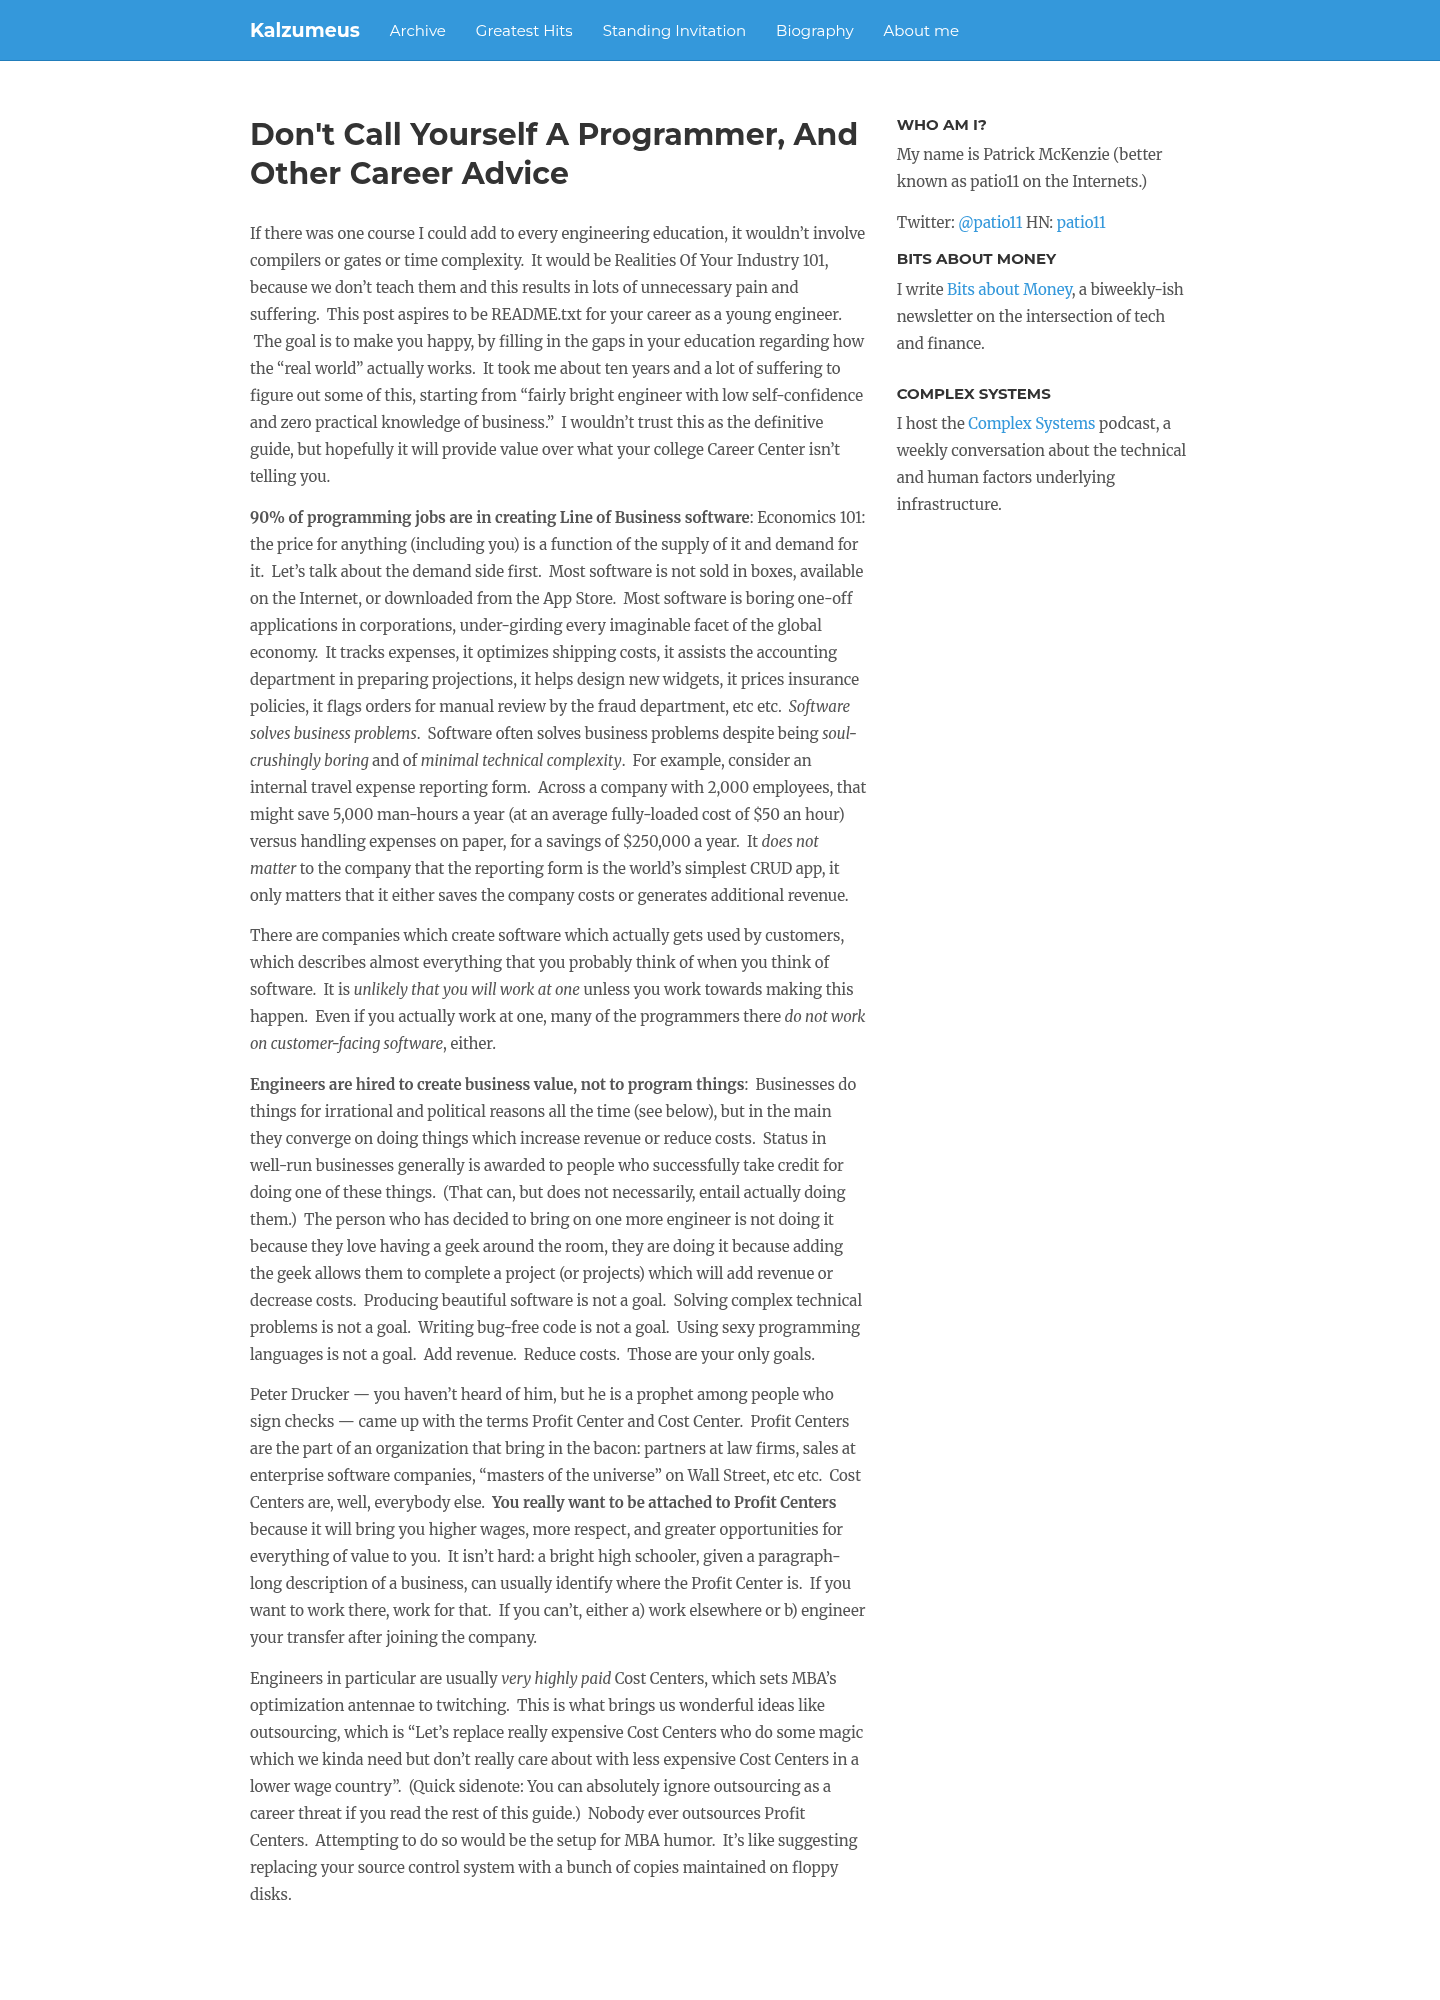 Kalzumeus Archive Greatest Hits Standing Invitation Biography About me
Don't Call Yourself A Programmer, And
Other Career Advice
If there was one course I could add to every engineering education, it wouldn’t involve
compilers or gates or time complexity.  It would be Realities Of Your Industry 101,
because we don’t teach them and this results in lots of unnecessary pain and
suffering.  This post aspires to be README.txt for your career as a young engineer.
The goal is to make you happy, by filling in the gaps in your education regarding how
the “real world” actually works.  It took me about ten years and a lot of suffering to
figure out some of this, starting from “fairly bright engineer with low self-confidence
and zero practical knowledge of business.”  I wouldn’t trust this as the definitive
guide, but hopefully it will provide value over what your college Career Center isn’t
telling you.
90% of programming jobs are in creating Line of Business software: Economics 101:
the price for anything (including you) is a function of the supply of it and demand for
it.  Let’s talk about the demand side first.  Most software is not sold in boxes, available
on the Internet, or downloaded from the App Store.  Most software is boring one-off
applications in corporations, under-girding every imaginable facet of the global
economy.  It tracks expenses, it optimizes shipping costs, it assists the accounting
department in preparing projections, it helps design new widgets, it prices insurance
policies, it flags orders for manual review by the fraud department, etc etc.  Software
solves business problems.  Software often solves business problems despite being soul-
crushingly boring and of minimal technical complexity.  For example, consider an
internal travel expense reporting form.  Across a company with 2,000 employees, that
might save 5,000 man-hours a year (at an average fully-loaded cost of $50 an hour)
versus handling expenses on paper, for a savings of $250,000 a year.  It does not
matter to the company that the reporting form is the world’s simplest CRUD app, it
only matters that it either saves the company costs or generates additional revenue.
There are companies which create software which actually gets used by customers,
which describes almost everything that you probably think of when you think of
software.  It is unlikely that you will work at one unless you work towards making this
happen.  Even if you actually work at one, many of the programmers there do not work
on customer-facing software, either.
Engineers are hired to create business value, not to program things:  Businesses do
things for irrational and political reasons all the time (see below), but in the main
they converge on doing things which increase revenue or reduce costs.  Status in
well-run businesses generally is awarded to people who successfully take credit for
doing one of these things.  (That can, but does not necessarily, entail actually doing
them.)  The person who has decided to bring on one more engineer is not doing it
because they love having a geek around the room, they are doing it because adding
the geek allows them to complete a project (or projects) which will add revenue or
decrease costs.  Producing beautiful software is not a goal.  Solving complex technical
problems is not a goal.  Writing bug-free code is not a goal.  Using sexy programming
languages is not a goal.  Add revenue.  Reduce costs.  Those are your only goals.
Peter Drucker — you haven’t heard of him, but he is a prophet among people who
sign checks — came up with the terms Profit Center and Cost Center.  Profit Centers
are the part of an organization that bring in the bacon: partners at law firms, sales at
enterprise software companies, “masters of the universe” on Wall Street, etc etc.  Cost
Centers are, well, everybody else.  You really want to be attached to Profit Centers
because it will bring you higher wages, more respect, and greater opportunities for
everything of value to you.  It isn’t hard: a bright high schooler, given a paragraph-
long description of a business, can usually identify where the Profit Center is.  If you
want to work there, work for that.  If you can’t, either a) work elsewhere or b) engineer
your transfer after joining the company.
Engineers in particular are usually very highly paid Cost Centers, which sets MBA’s
optimization antennae to twitching.  This is what brings us wonderful ideas like
outsourcing, which is “Let’s replace really expensive Cost Centers who do some magic
which we kinda need but don’t really care about with less expensive Cost Centers in a
lower wage country”.  (Quick sidenote: You can absolutely ignore outsourcing as a
career threat if you read the rest of this guide.)  Nobody ever outsources Profit
Centers.  Attempting to do so would be the setup for MBA humor.  It’s like suggesting
replacing your source control system with a bunch of copies maintained on floppy
disks.
WHO AM I?
My name is Patrick McKenzie (better
known as patio11 on the Internets.)
Twitter: @patio11 HN: patio11
BITS ABOUT MONEY
I write Bits about Money, a biweekly-ish
newsletter on the intersection of tech
and finance.
COMPLEX SYSTEMS
I host the Complex Systems podcast, a
weekly conversation about the technical
and human factors underlying
infrastructure.